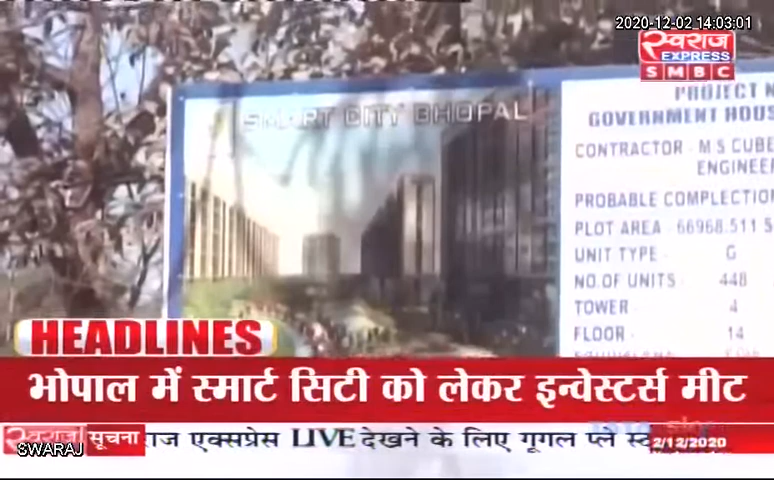 2020-12-02 14:03:01
स्वराज
EXPRESS
SMBC
SMART CITY BHOPAL
PROJECT
GOVERNMENT
CONTRACTOR - M S CUBE
PROBABLE COMPLECTION
PLOT AREA - 66968.511
UNIT TYPE - G
NO.OF UNITS - 448
TOWER - 4
FLOOR - 14
HEADLINES
भोपाल में स्मार्ट सिटी को लेकर इन्वेस्टर्स मीट
स्वराज सूचना राज एक्सप्रेस LIVE देखने के लिए गूगल प्ले 2/12/2020
SWARAJ